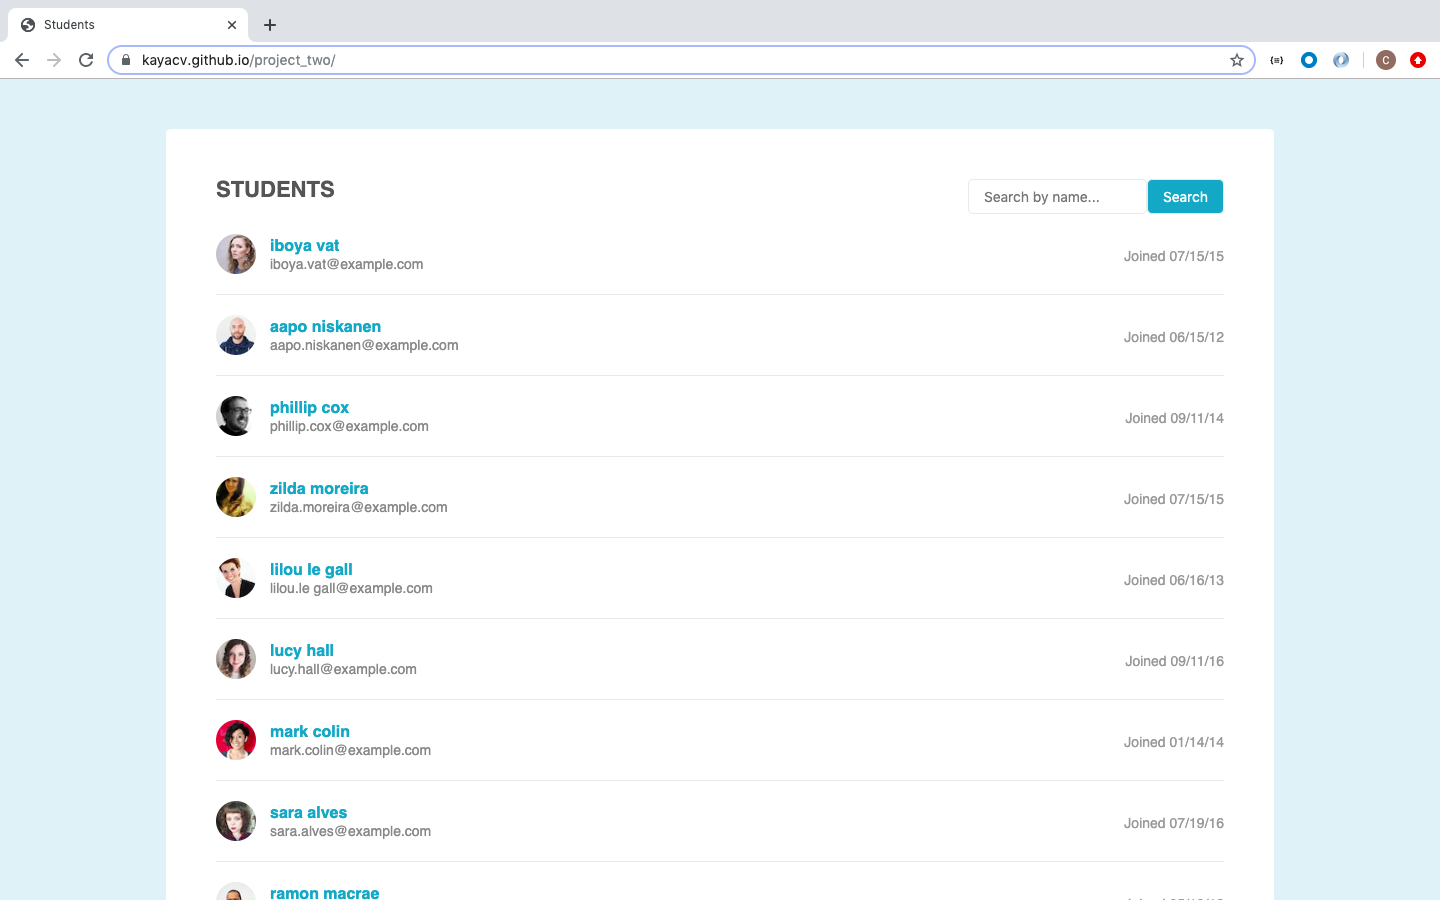 Students
kayacv.github.io/project_two/
C
STUDENTS
Search by name...
Search
iboya vat
iboya.vat@example.com
Joined 07/15/15
aapo niskanen
aapo.niskanen@example.com
Joined 06/15/12
phillip cox
phillip.cox@example.com
Joined 09/11/14
zilda moreira
zilda.moreira@example.com
Joined 07/15/15
lilou le gall
lilou.le gall@example.com
Joined 06/16/13
lucy hall
lucy.hall@example.com
Joined 09/11/16
mark colin
mark.colin@example.com
Joined 01/14/14
sara alves
sara.alves@example.com
Joined 07/19/16
ramon macrae